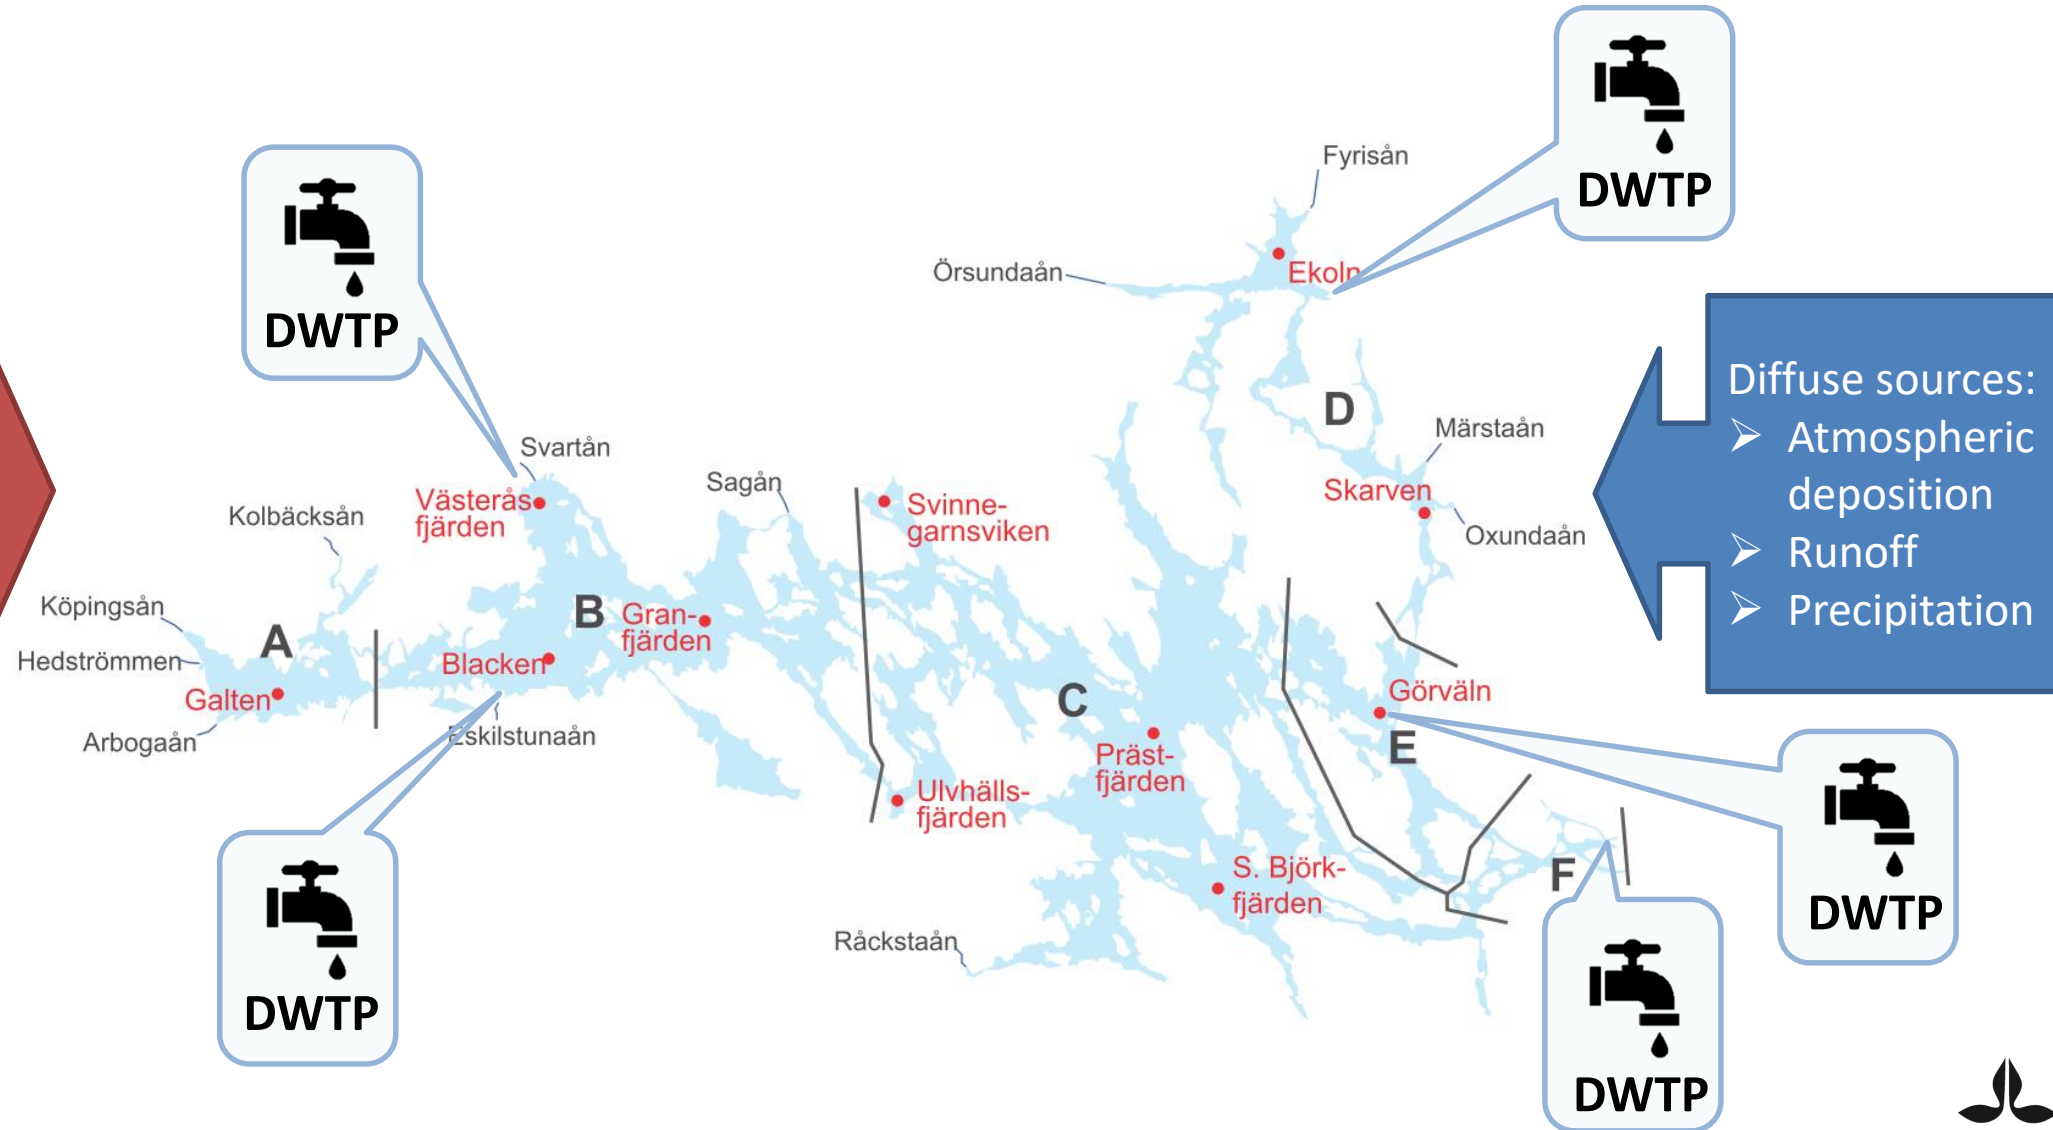 DWTP
Fyrisån
DWTP
Örsundaån
Ekoln
Diffuse sources:
➢ Atmospheric
deposition
➢ Runoff
➢ Precipitation
D
Märstaån
Svartån
Sagån
Skarven
Västerås
fjärden
Svinne-
garnsviken
Kolbäcksån
Oxundaån
Köpingsån
B
Gran-
fjärden
A
Hedströmmen
Blacken
Galten
C
Görväln
Arbogaån
Eskilstunaån
E
Präst-
fjärden
Ulvhälls-
fjärden
S. Björk-
fjärden
F
DWTP
Råckstaån
DWTP
DWTP